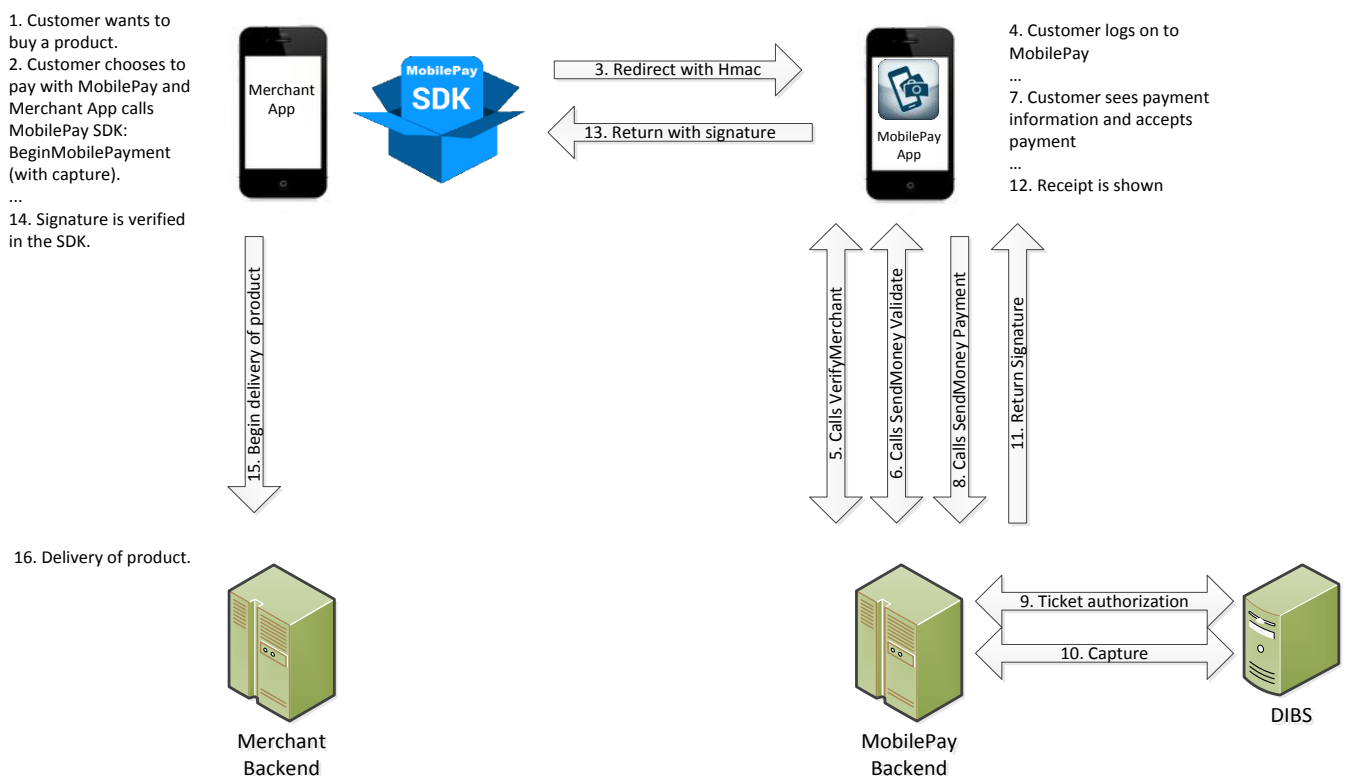 1. Customer wants to
buy a product.
2. Customer chooses to
pay with MobilePay and
Merchant App calls
MobilePay SDK:
BeginMobilePayment
(with capture).
...
14. Signature is verified
in the SDK.
Merchant
App
MobilePay
SDK
3. Redirect with Hmac
13. Return with signature
MobilePay
App
4. Customer logs on to
MobilePay
...
7. Customer sees payment
information and accepts
payment
...
12. Receipt is shown
15. Begin delivery of product
5. Calls VerifyMerchant
6. Calls SendMoney Validate
8. Calls SendMoney Payment
11. Return Signature
16. Delivery of product.
9. Ticket authorization
10. Capture
Merchant
Backend
MobilePay
Backend
DIBS